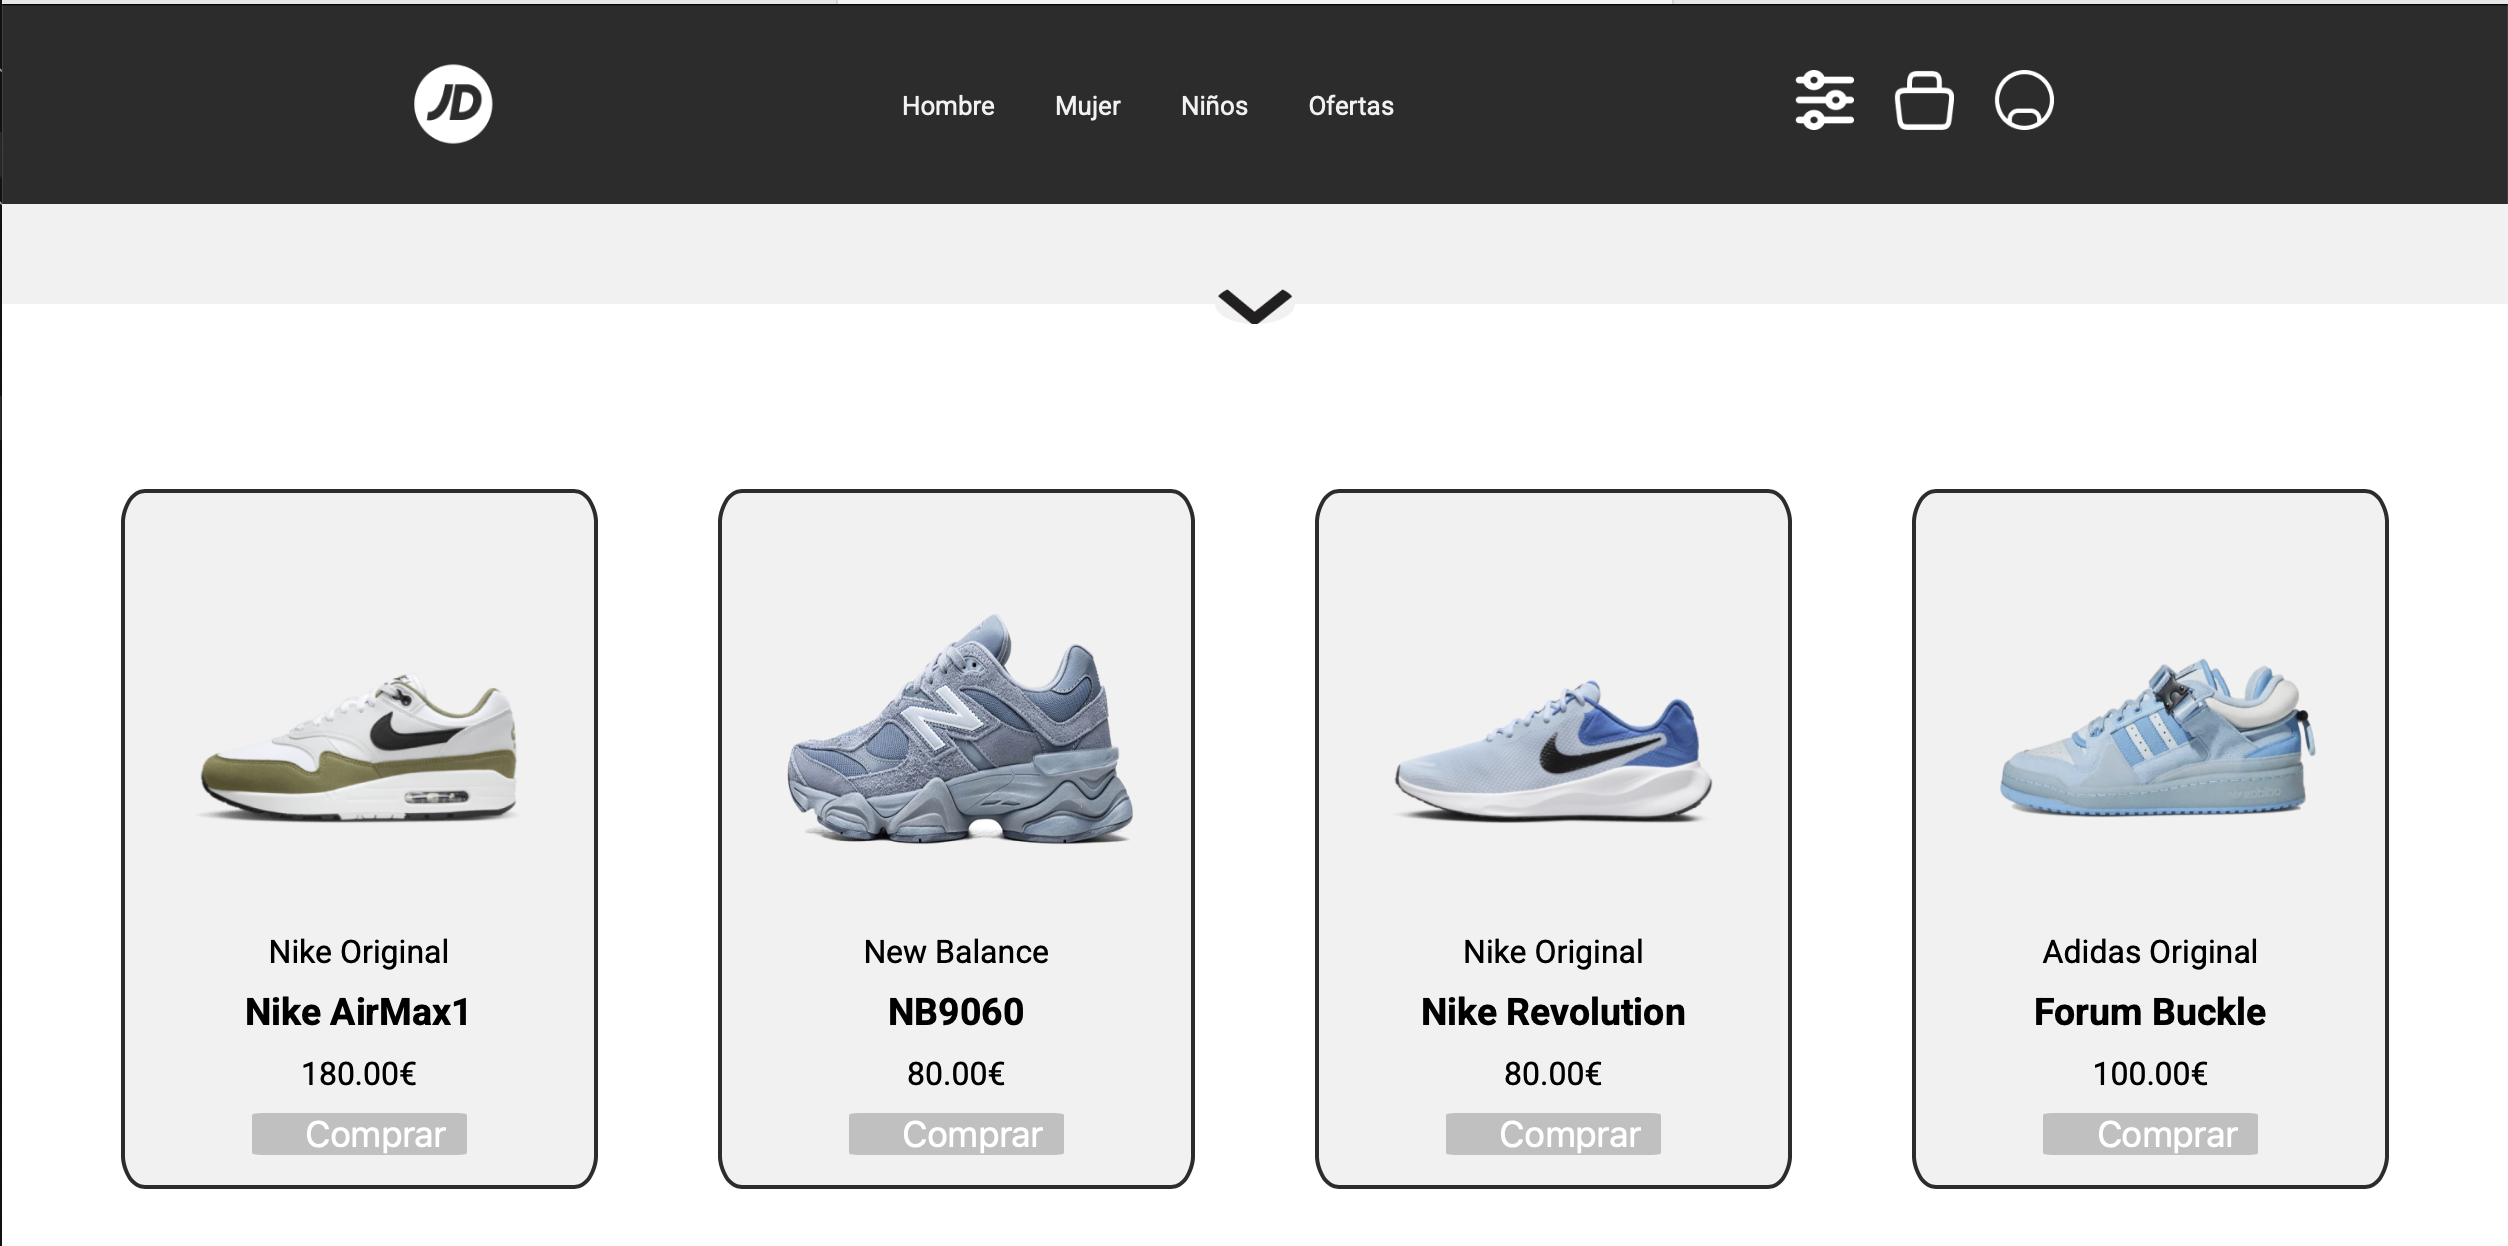 JD
Hombre Mujer Niños Ofertas
Nike Original
Nike AirMax1
180.00€
Comprar
New Balance
NB9060
80.00€
Comprar
Nike Original
Nike Revolution
80.00€
Comprar
Adidas Original
Forum Buckle
100.00€
Comprar